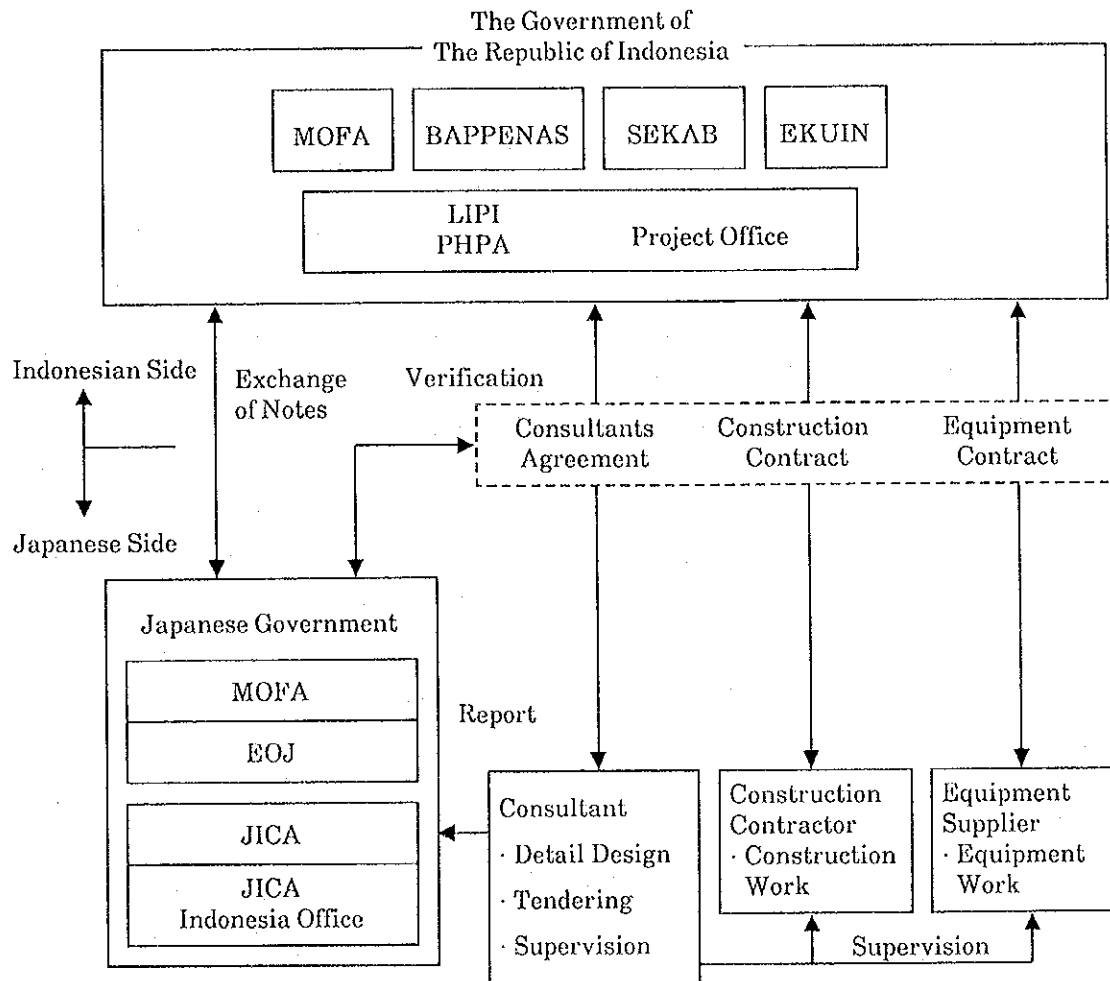 The Government of
The Republic of Indonesia
MOFA
BAPPENAS
SEKAB
EKUIN
LIPI
PHPA
Project Office
Indonesian Side
Japanese Side
Exchange
of Notes
Verification
Consultants
Agreement
Construction
Contract
Equipment
Contract
Japanese Government
MOFA
EOJ
JICA
JICA
Indonesia Office
Report
Consultant
· Detail Design
· Tendering
· Supervision
Construction
Contractor
· Construction
Work
Equipment
Supplier
· Equipment
Work
Supervision